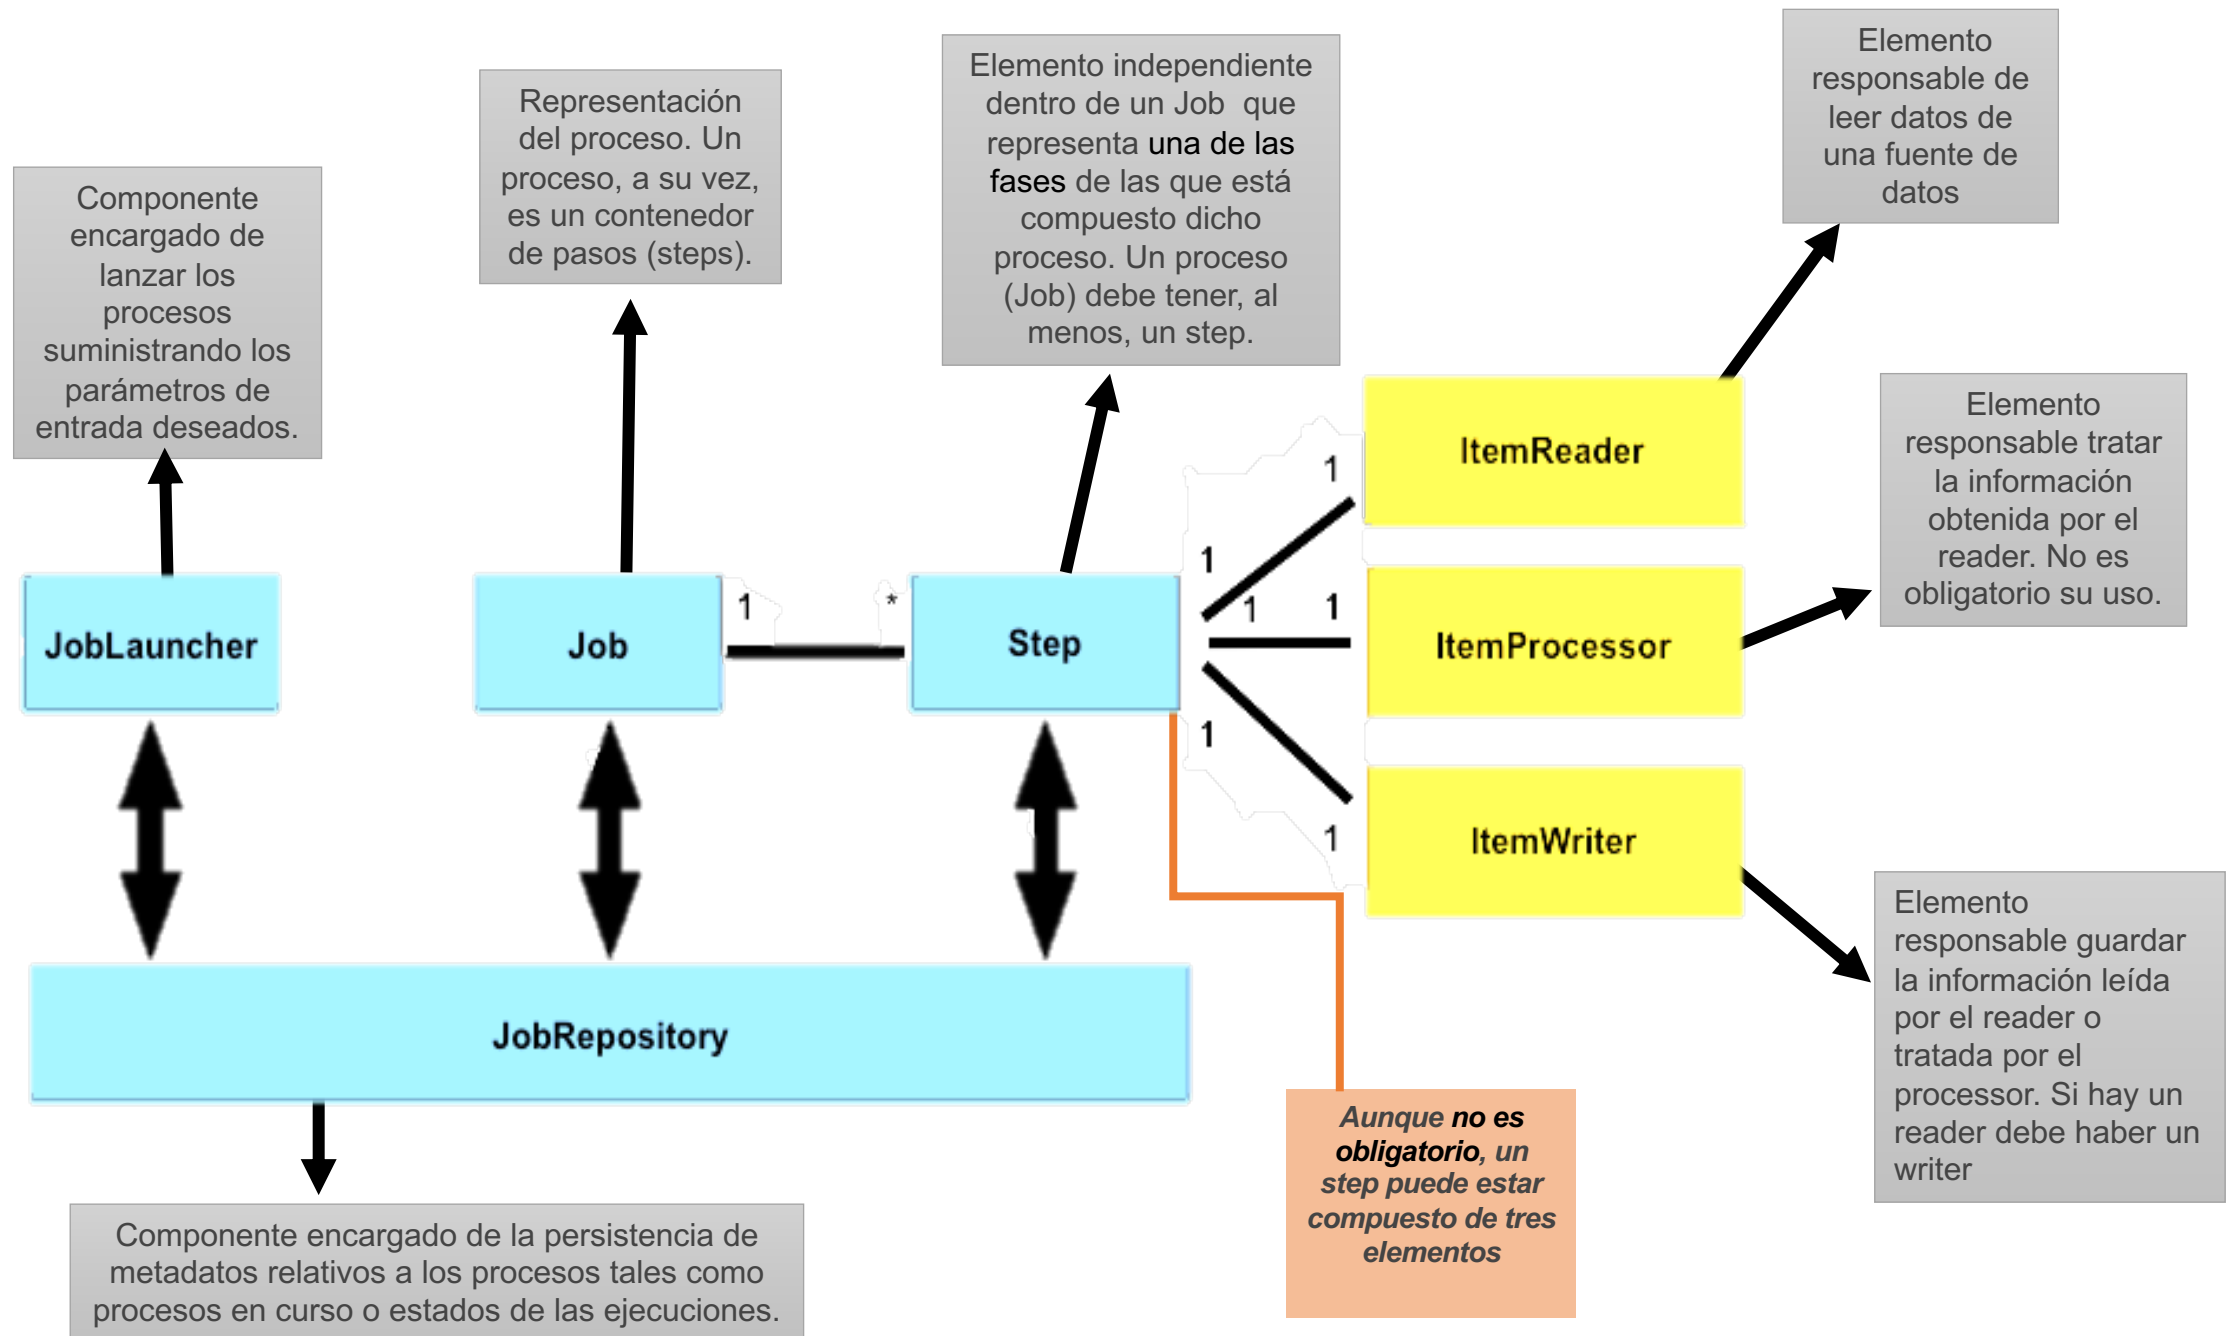 Componente
encargado de
lanzar los
procesos
suministrando los
parámetros de
entrada deseados.
Representación
del proceso. Un
proceso, a su vez,
es un contenedor
de pasos (steps).
Elemento independiente
dentro de un Job que
representa una de las
fases de las que está
compuesto dicho
proceso. Un proceso
(Job) debe tener, al
menos, un step.
Elemento
responsable de
leer datos de
una fuente de
datos
Elemento
responsable tratar
la información
obtenida por el
reader. No es
obligatorio su uso.
JobLauncher
Job
1
*
Step
1
1
1
1
1
1
ItemReader
ItemProcessor
ItemWriter
Elemento
responsable guardar
la información leída
por el reader o
tratada por el
processor. Si hay un
reader debe haber un
writer
JobRepository
Aunque no es
obligatorio, un
step puede estar
compuesto de tres
elementos
Componente encargado de la persistencia de
metadatos relativos a los procesos tales como
procesos en curso o estados de las ejecuciones.